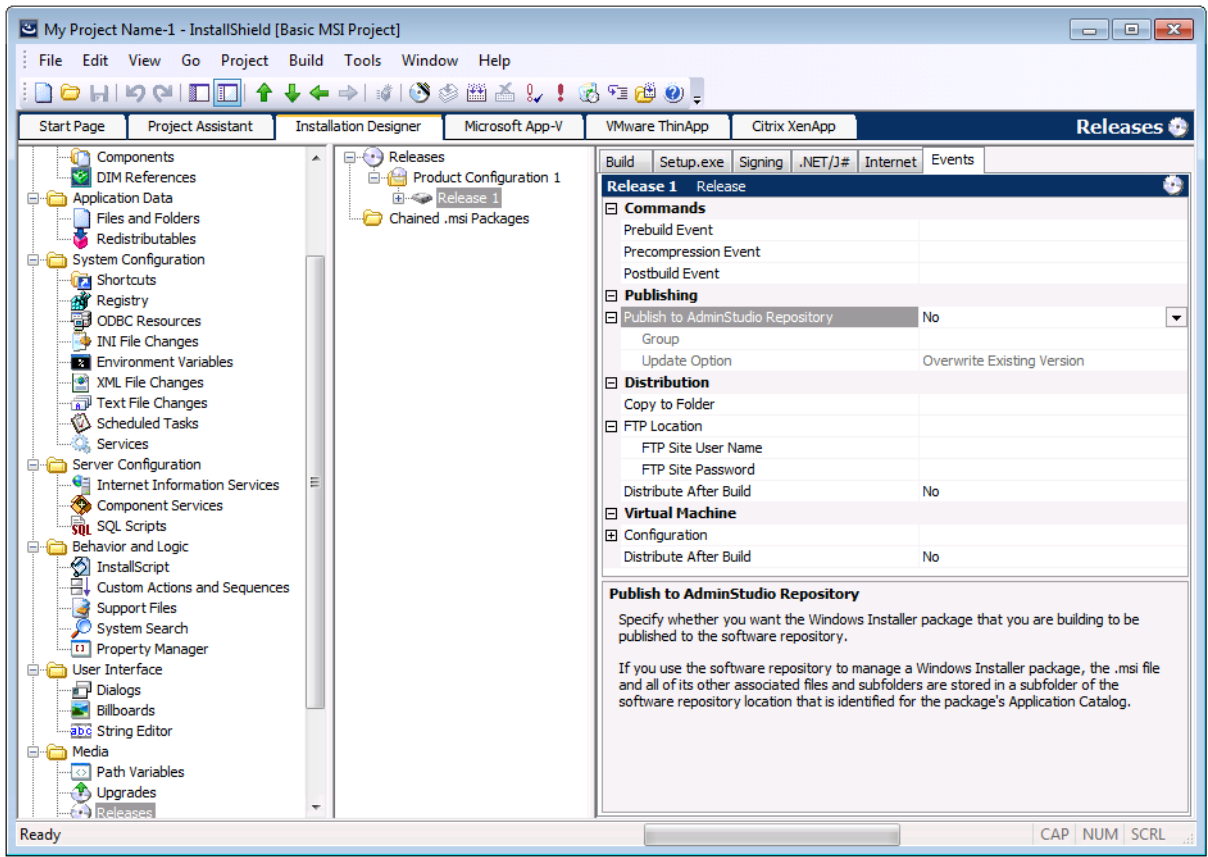 My Project Name-1 - InstallShield [Basic MSI Project]
File Edit View Go Project Build Tools Window Help
Start Page Project Assistant Installation Designer Microsoft App-V VMware ThinApp Citrix XenApp Releases
Components
DIM References
Application Data
Files and Folders
Redistributables
System Configuration
Shortcuts
Registry
ODBC Resources
INI File Changes
Environment Variables
XML File Changes
Text File Changes
Scheduled Tasks
Services
Server Configuration
Internet Information Services
Component Services
SQL Scripts
Behavior and Logic
InstallScript
Custom Actions and Sequences
Support Files
System Search
Property Manager
User Interface
Dialogs
Billboards
String Editor
Media
Path Variables
Upgrades
Releases
Releases
Product Configuration 1
Release 1
Chained .msi Packages
Build Setup.exe Signing .NET/J# Internet Events
Release 1 Release
Commands
Prebuild Event
Precompression Event
Postbuild Event
Publishing
Publish to AdminStudio Repository No
Group
Update Option Overwrite Existing Version
Distribution
Copy to Folder
FTP Location
FTP Site User Name
FTP Site Password
Distribute After Build No
Virtual Machine
Configuration
Distribute After Build No
Publish to AdminStudio Repository
Specify whether you want the Windows Installer package that you are building to be
published to the software repository.
If you use the software repository to manage a Windows Installer package, the .msi file
and all of its other associated files and subfolders are stored in a subfolder of the
software repository location that is identified for the package's Application Catalog.
Ready CAP NUM SCRL